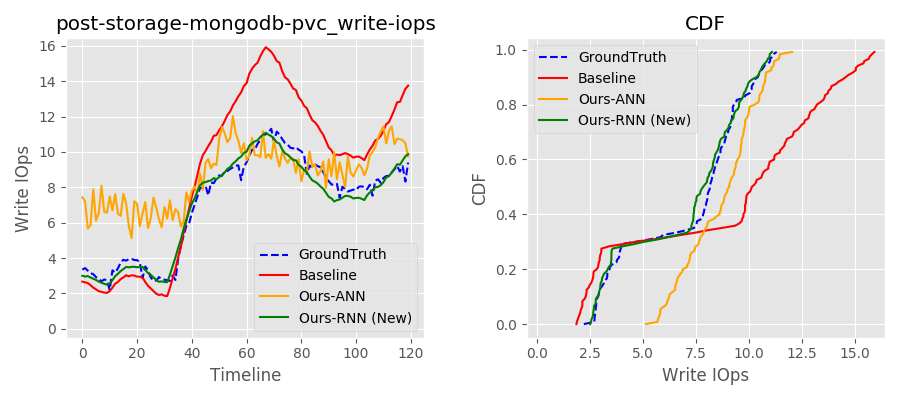 post-storage-mongodb-pvc_write-iops
Write IOps
16
14
12
10
8
6
4
2
0
0 20 40 60 80 100 120
Timeline
GroundTruth
Baseline
Ours-ANN
Ours-RNN (New)
CDF
CDF
1.0
0.8
0.6
0.4
0.2
0.0
0.0 2.5 5.0 7.5 10.0 12.5 15.0
Write IOps
GroundTruth
Baseline
Ours-ANN
Ours-RNN (New)